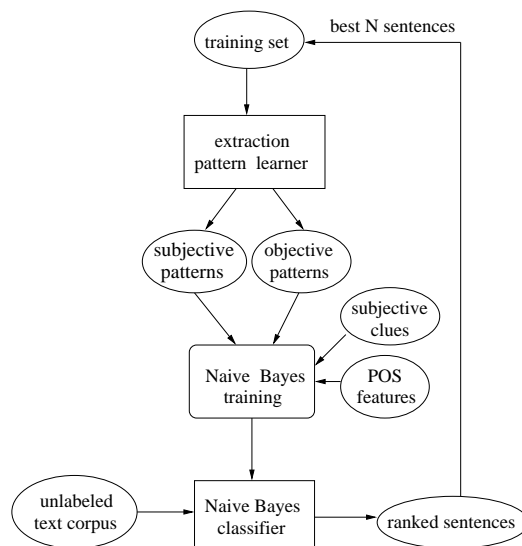 best N sentences
training set
extraction
pattern learner
subjective
patterns
objective
patterns
subjective
clues
Naive Bayes
training
POS
features
unlabeled
text corpus
Naive Bayes
classifier
ranked sentences